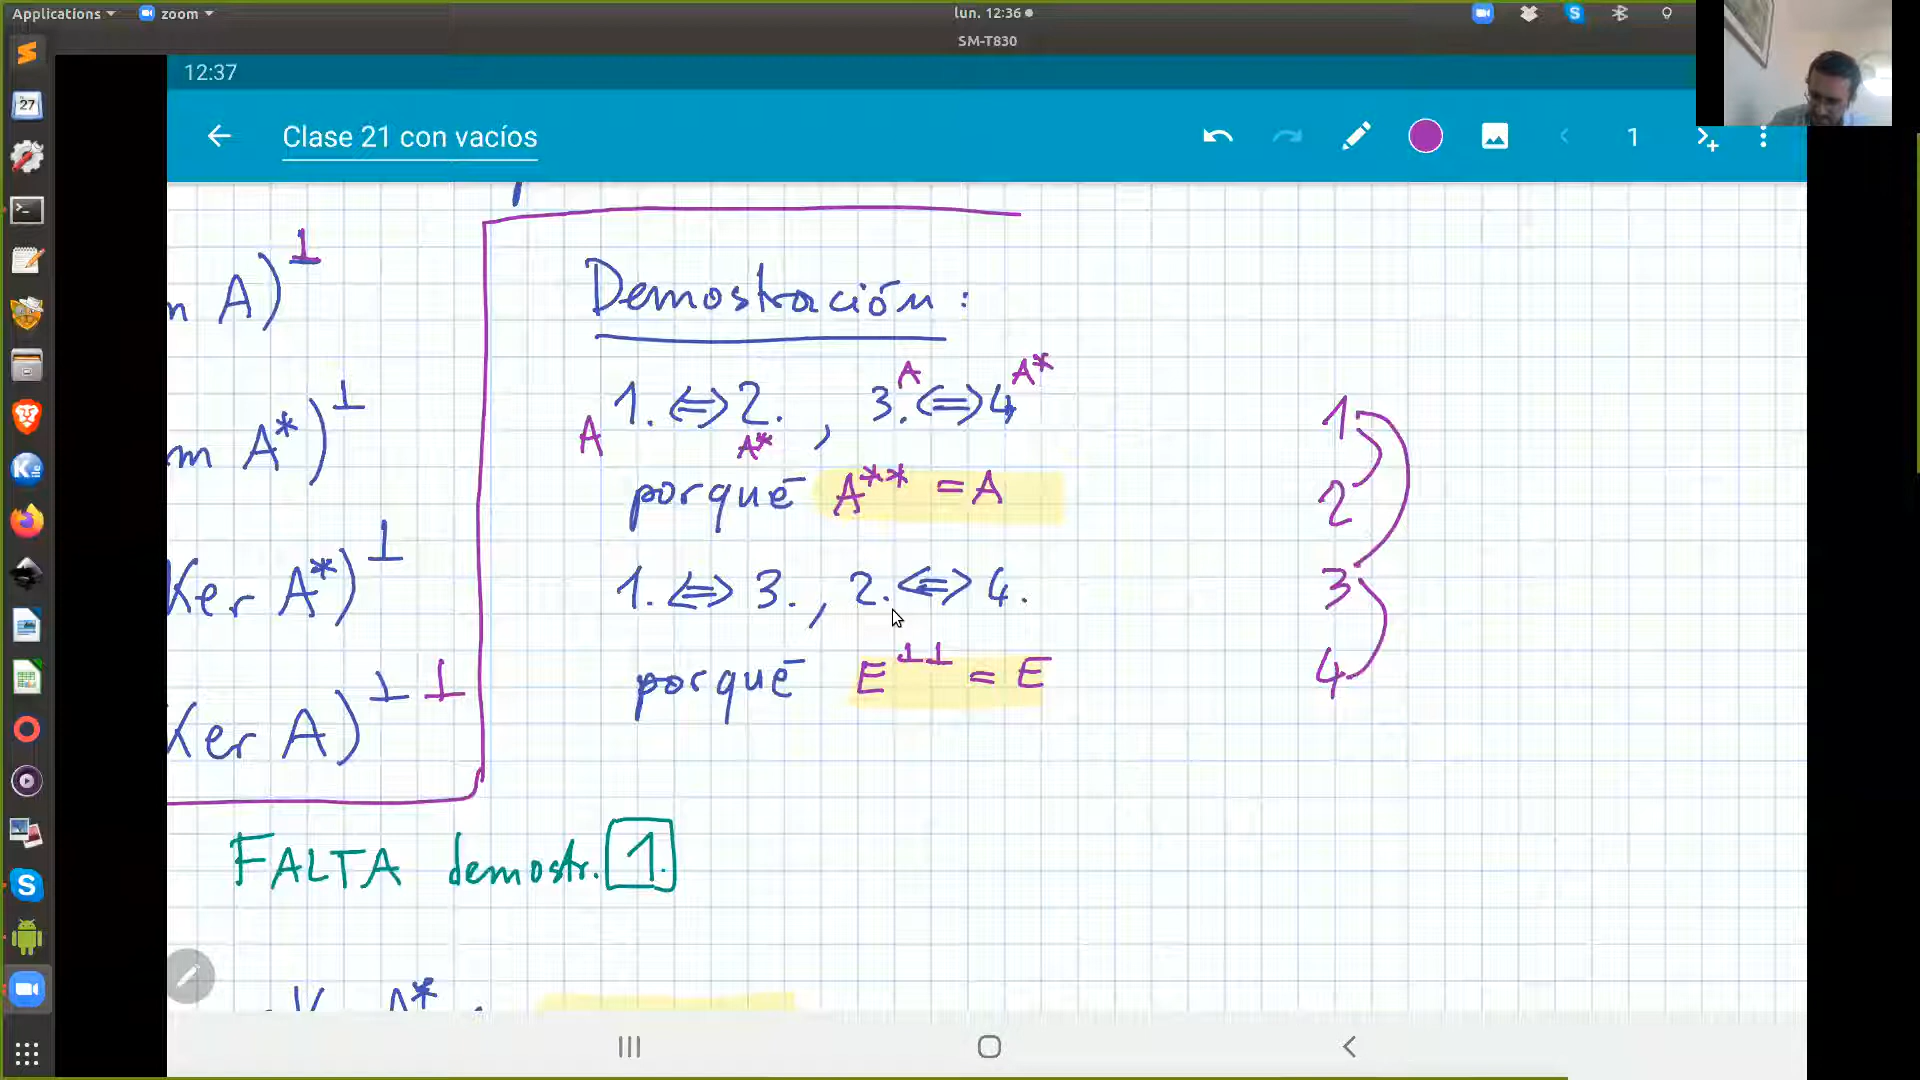 Applications zoom lun. 12:36
SM-T830
12:37
27
Clase 21 con vacíos 1
m A)⊥
m A*)⊥
Ker A*)⊥
Ker A)⊥ ⊥
Demostración:
1. ⇔ 2. , 3. ⇔ 4
A A* A A*
porqué A** = A
1. ⇔ 3., 2. ⇔ 4.
porqué E⊥⊥ = E
1
2
3
4
FALTA demostr. 1.
A*